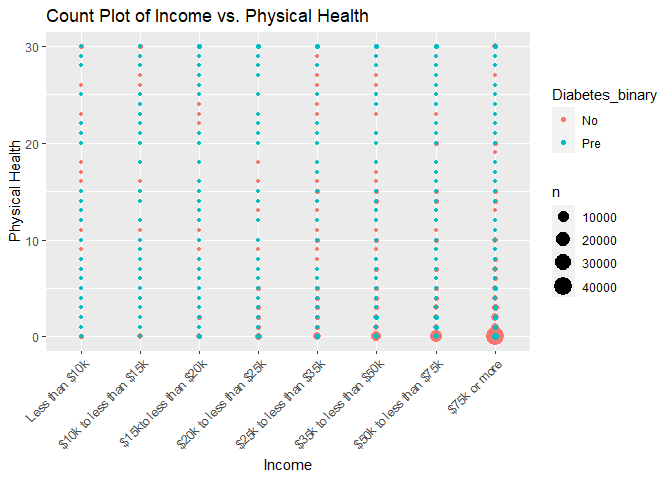 Count Plot of Income vs. Physical Health
Physical Health
30
20
10
0
Less than $10k
$10k to less than $15k
$15kto less than $20k
$20k to less than $25k
$25k to less than $35k
$35k to less than $50k
$50k to less than $75k
$75k or more
Income
Diabetes_binary
No
Pre
n
10000
20000
30000
40000